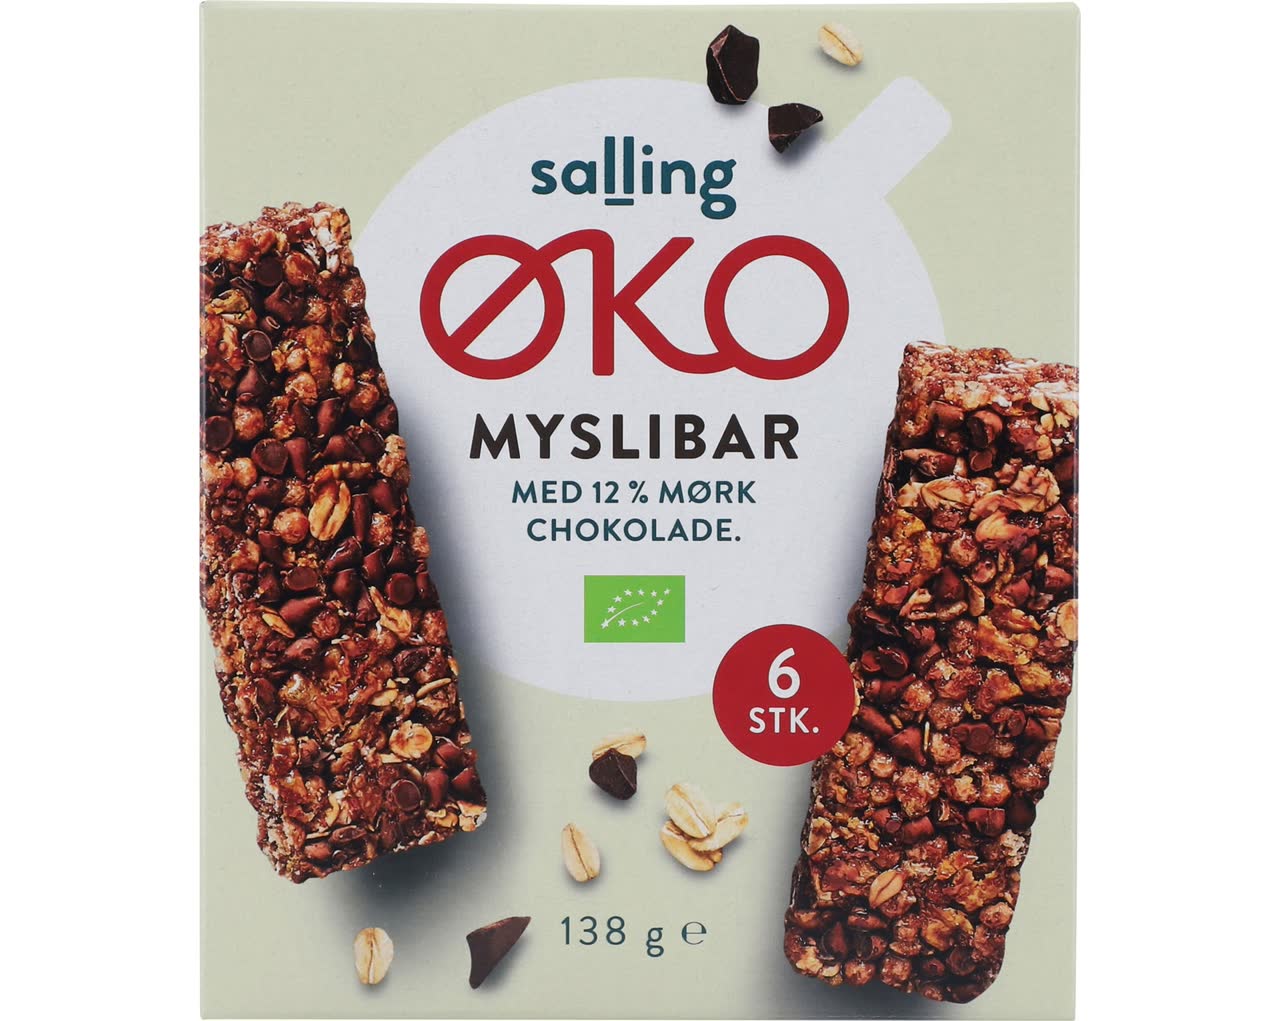 salling
ØKO
MYSLIBAR
MED 12 % MØRK
CHOKOLADE.
6
STK.
138 g ℮